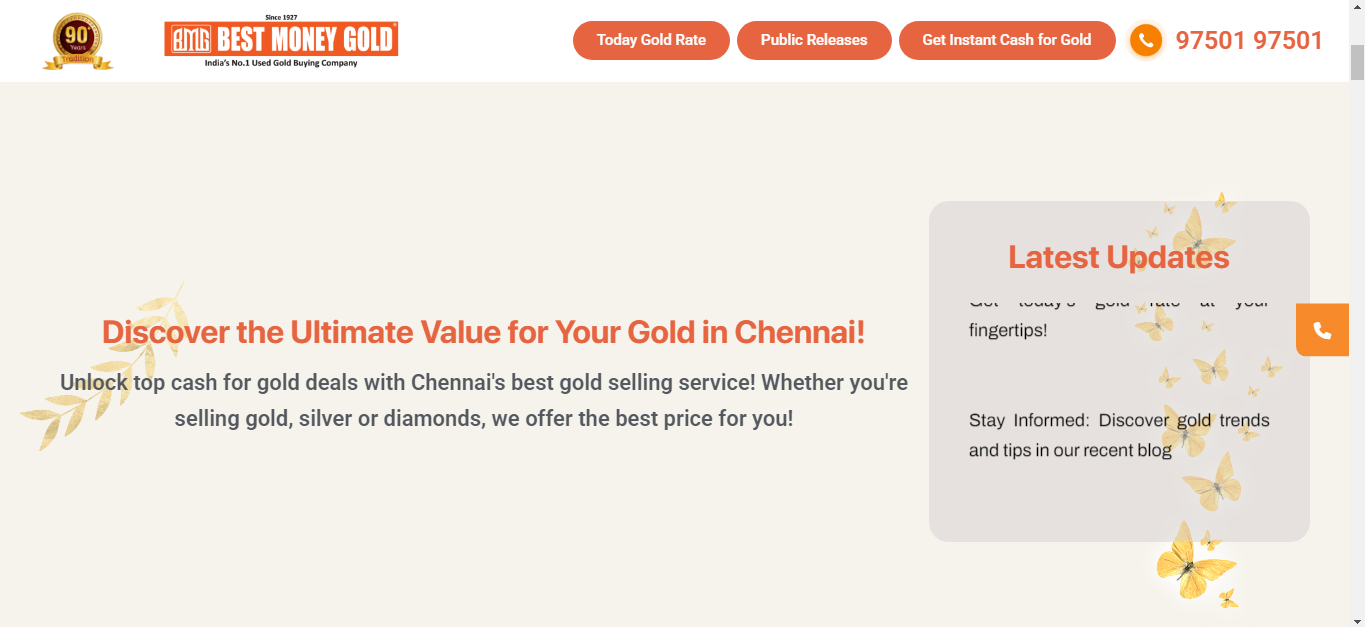 90
Years
Tradition
Since 1927
BMG BEST MONEY GOLD
India's No.1 Used Gold Buying Company
Today Gold Rate
Public Releases
Get Instant Cash for Gold
97501 97501
Discover the Ultimate Value for Your Gold in Chennai!
Unlock top cash for gold deals with Chennai's best gold selling service! Whether you're
selling gold, silver or diamonds, we offer the best price for you!
Latest Updates
Get today's gold rate at your
fingertips!
Stay Informed: Discover gold trends
and tips in our recent blog